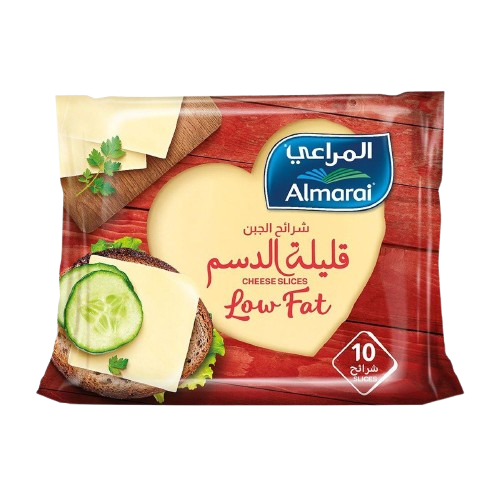 المراعي
Almarai
شرائح الجبن
قليلة الدسم
CHEESE SLICES
Low Fat
10
شرائح
SLICES